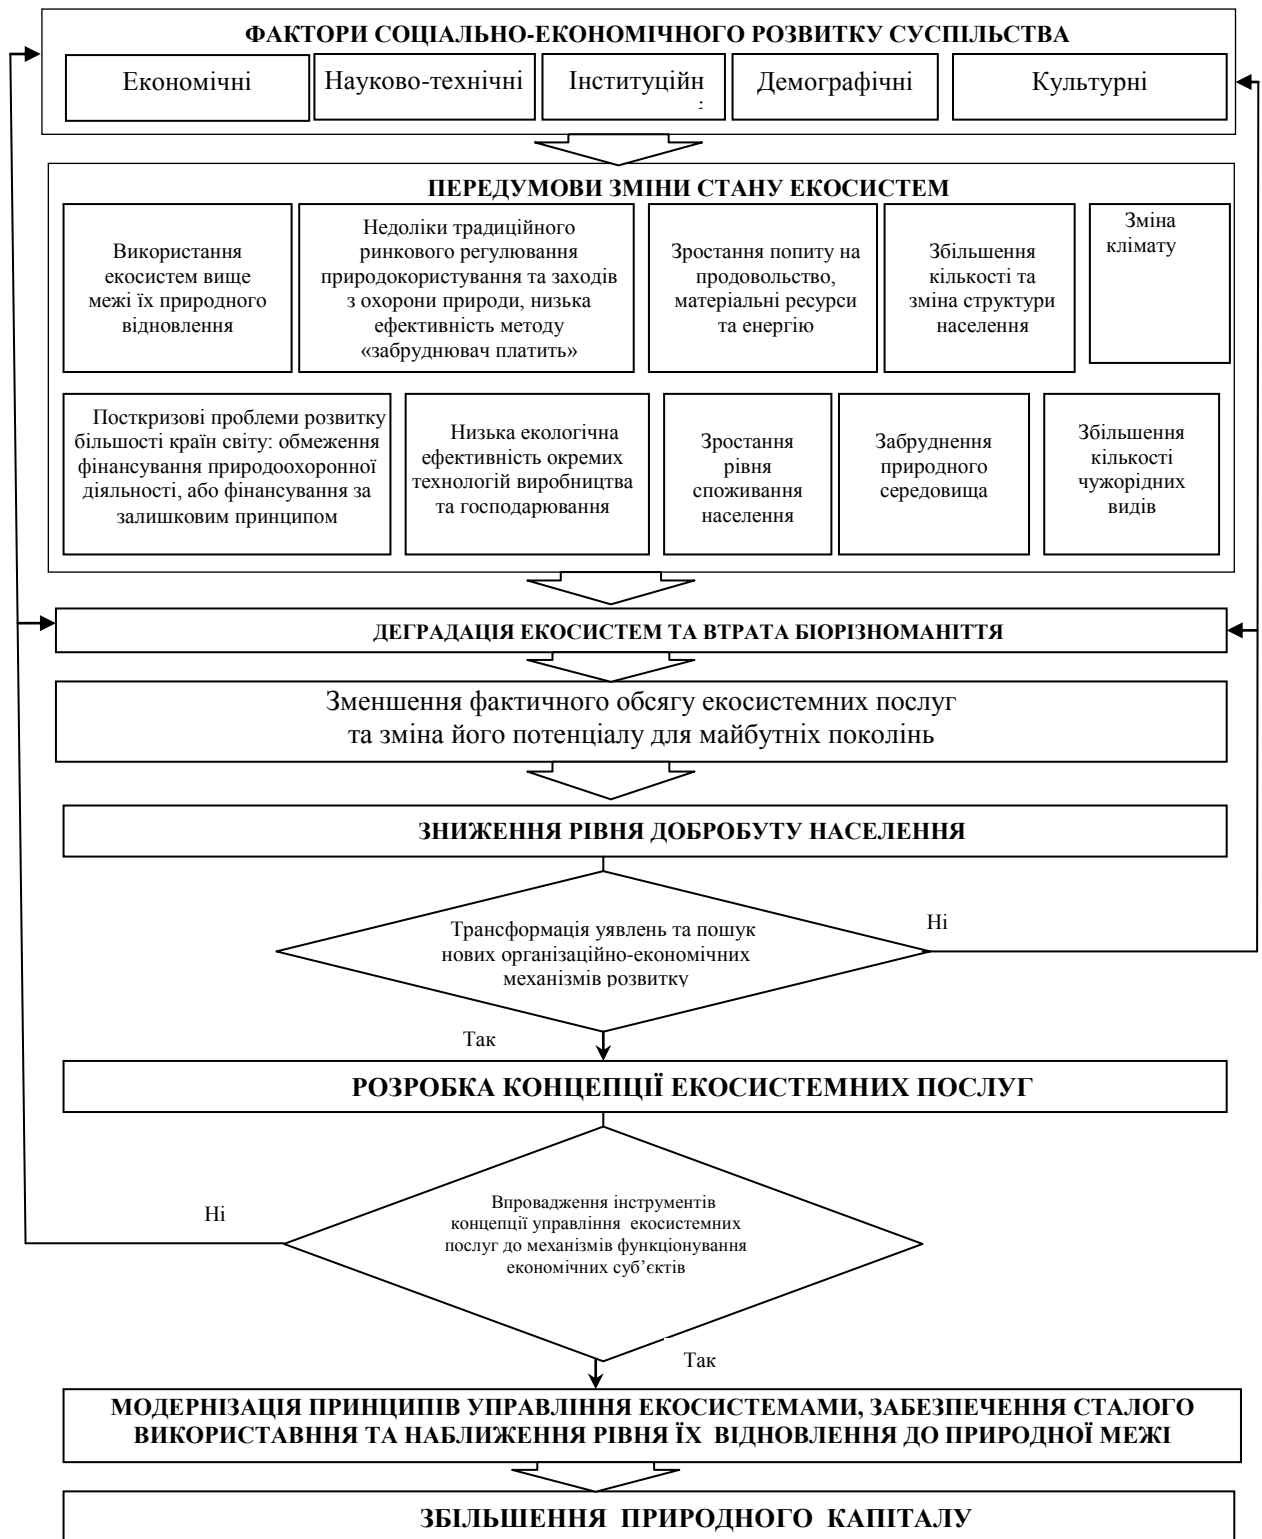 ФАКТОРИ СОЦІАЛЬНО-ЕКОНОМІЧНОГО РОЗВИТКУ СУСПІЛЬСТВА
Економічні
Науково-технічні
Інституційн
і
Демографічні
Культурні
ПЕРЕДУМОВИ ЗМІНИ СТАНУ ЕКОСИСТЕМ
Використання
екосистем вище
межі їх природного
відновлення
Недоліки традиційного
ринкового регулювання
природокористування та заходів
з охорони природи, низька
ефективність методу
«забруднювач платить»
Зростання попиту на
продовольство,
матеріальні ресурси
та енергію
Збільшення
кількості та
зміна структури
населення
Зміна
клімату
Посткризові проблеми розвитку
більшості країн світу: обмеження
фінансування природоохоронної
діяльності, або фінансування за
залишковим принципом
Низька екологічна
ефективність окремих
технологій виробництва
та господарювання
Зростання
рівня
споживання
населення
Забруднення
природного
середовища
Збільшення
кількості
чужорідних
видів
ДЕГРАДАЦІЯ ЕКОСИСТЕМ ТА ВТРАТА БІОРІЗНОМАНІТТЯ
Зменшення фактичного обсягу екосистемних послуг
та зміна його потенціалу для майбутніх поколінь
ЗНИЖЕННЯ РІВНЯ ДОБРОБУТУ НАСЕЛЕННЯ
Трансформація уявлень та пошук
нових організаційно-економічних
механізмів розвитку
Ні
Так
РОЗРОБКА КОНЦЕПЦІЇ ЕКОСИСТЕМНИХ ПОСЛУГ
Впровадження інструментів
концепції управління екосистемних
послуг до механізмів функціонування
економічних суб’єктів
Ні
Так
МОДЕРНІЗАЦІЯ ПРИНЦИПІВ УПРАВЛІННЯ ЕКОСИСТЕМАМИ, ЗАБЕЗПЕЧЕННЯ СТАЛОГО
ВИКОРИСТАВННЯ ТА НАБЛИЖЕННЯ РІВНЯ ЇХ ВІДНОВЛЕННЯ ДО ПРИРОДНОЇ МЕЖІ
ЗБІЛЬШЕННЯ ПРИРОДНОГО КАПІТАЛУ